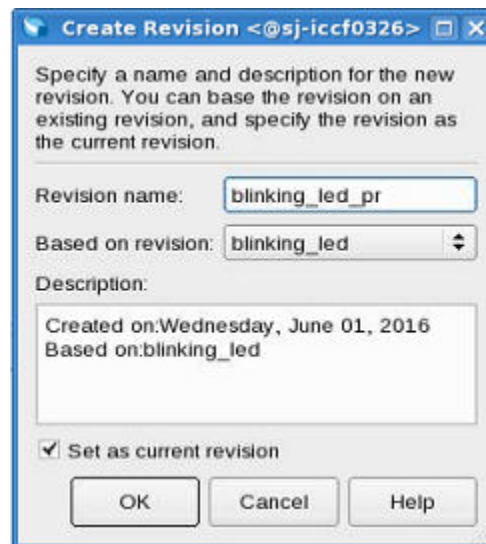 Create Revision <@sj-iccf0326>
Specify a name and description for the new
revision. You can base the revision on an
existing revision, and specify the revision as
the current revision.
Revision name: blinking_led_pr
Based on revision: blinking_led
Description:
Created on:Wednesday, June 01, 2016
Based on:blinking_led
Set as current revision
OK Cancel Help